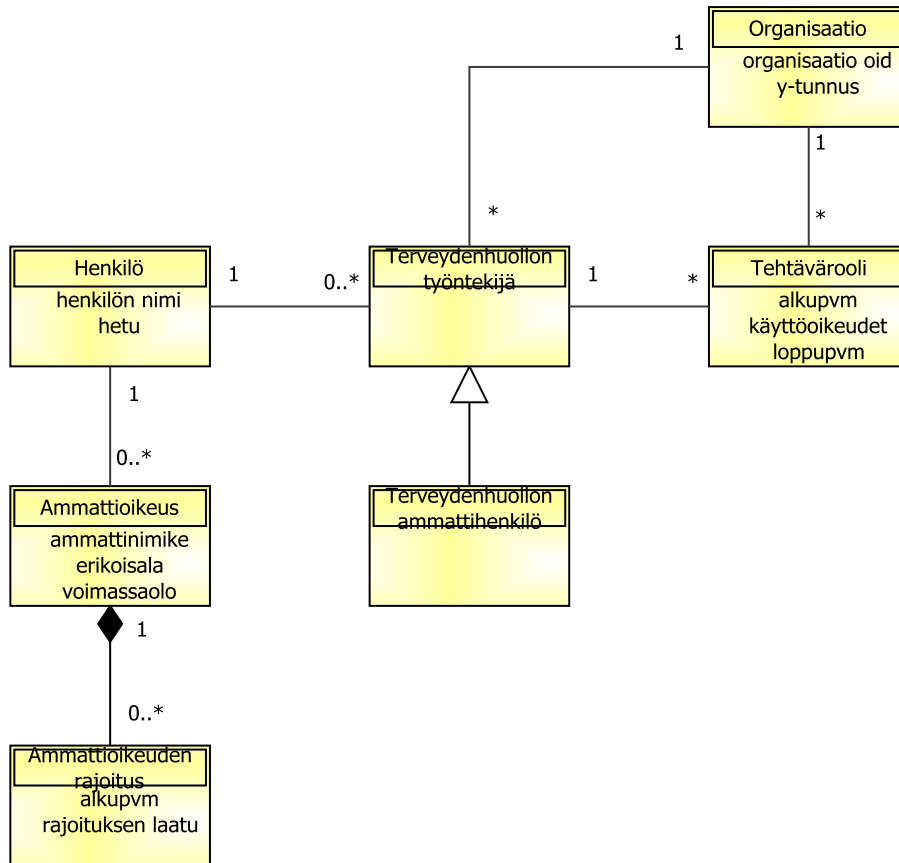 Organisaatio
organisaatio oid
y-tunnus
1
1
*
*
Henkilö
henkilön nimi
hetu
1
0..*
Terveydenhuollon
työntekijä
1
*
Tehtävärooli
alkupvm
käyttöoikeudet
loppupvm
1
0..*
Ammattioikeus
ammattinimike
erikoisala
voimassaolo
Terveydenhuollon
ammattihenkilö
1
0..*
Ammattioikeuden
rajoitus
alkupvm
rajoituksen laatu